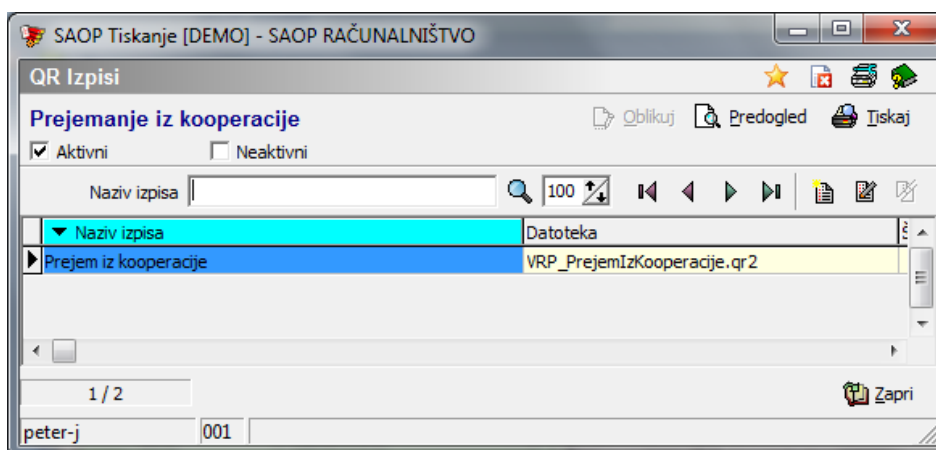 SAOP Tiskanje [DEMO] - SAOP RAČUNALNIŠTVO
QR Izpisi
Prejemanje iz kooperacije
Oblikuj Predogled Tiskaj
Aktivni Neaktivni
Naziv izpisa 100
Naziv izpisa Datoteka
Prejem iz kooperacije VRP_PrejemIzKooperacije.qr2
1 / 2
Zapri
peter-j 001